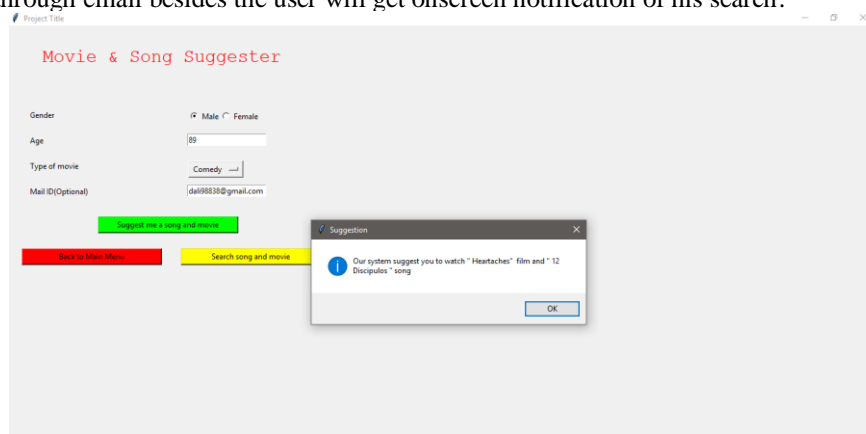 through email besides the user will get onscreen notification of his search.
Project Title
Movie & Song Suggester
Gender
Male Female
Age
89
Type of movie
Comedy
Mail ID(Optional)
dali98838@gmail.com
Suggest me a song and movie
Back to Main Menu
Search song and movie
Suggestion
Our system suggest you to watch " Heartaches" film and " 12
Discipulos " song
OK